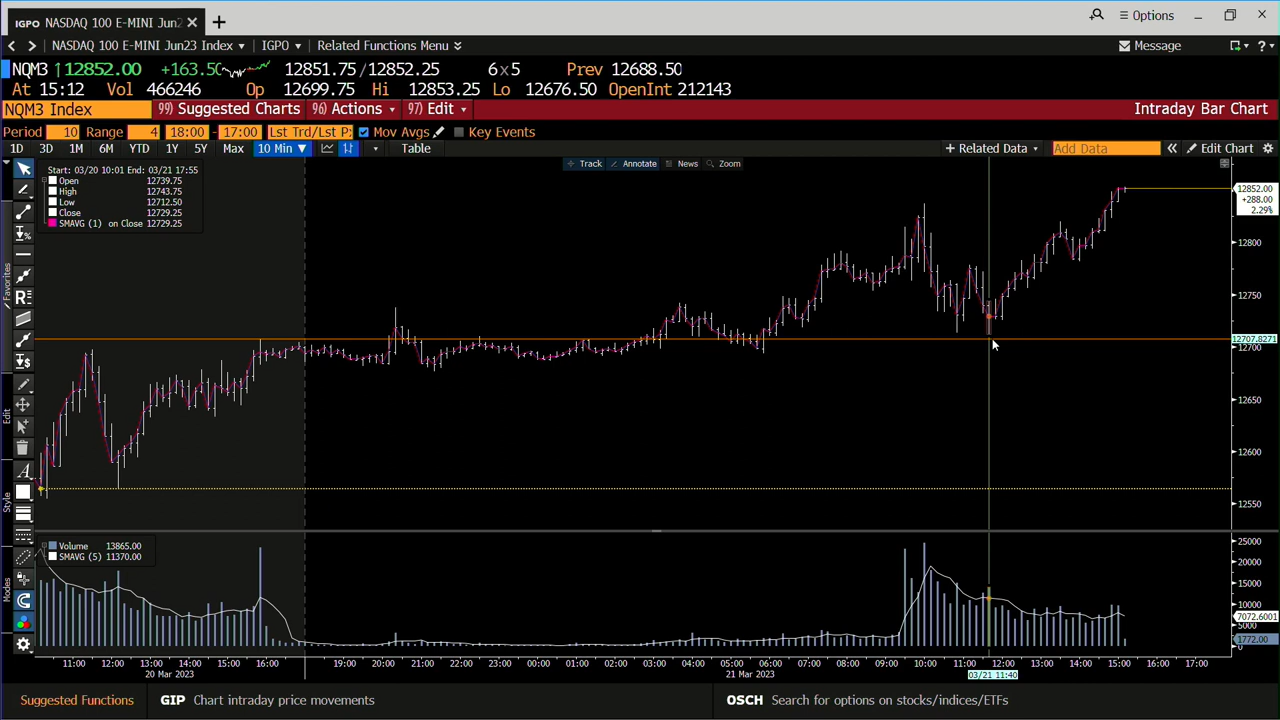 IGPO NASDAQ 100 E-MINI Jun2
Options
NASDAQ 100 E-MINI Jun23 Index IGPO Related Functions Menu Message
NQM3 ↑12852.00 +163.50 12851.75/12852.25 6x5 Prev 12688.50
At 15:12 Vol 466246 Op 12699.75 Hi 12853.25 Lo 12676.50 OpenInt 212143
NQM3 Index 99) Suggested Charts 96) Actions 97) Edit Intraday Bar Chart
Period 10 Range 4 18:00 - 17:00 Lst Trd/Lst P: Mov Avgs Key Events
1D 3D 1M 6M YTD 1Y 5Y Max 10 Min ▼ Table + Related Data Add Data « Edit Chart
Track Annotate News Zoom
Start: 03/20 10:01 End: 03/21 17:55
Open 12739.75
High 12743.75
Low 12712.50
Close 12729.25
SMAVG (1) on Close 12729.25
12852.00
+288.00
2.29%
12800
12750
12707.8271
12700
12650
12600
12550
Favorites
Edit
Style
Modes
Volume 13865.00
SMAVG (5) 11370.00
25000
20000
15000
10000
7072.6001
5000
1772.00
0
11:00 12:00 13:00 14:00 15:00 16:00 19:00 20:00 21:00 22:00 23:00 00:00 01:00 02:00 03:00 04:00 05:00 06:00 07:00 08:00 09:00 10:00 11:00 12:00 13:00 14:00 15:00 16:00 17:00
20 Mar 2023 21 Mar 2023 03/21 11:40
Suggested Functions GIP Chart intraday price movements OSCH Search for options on stocks/indices/ETFs